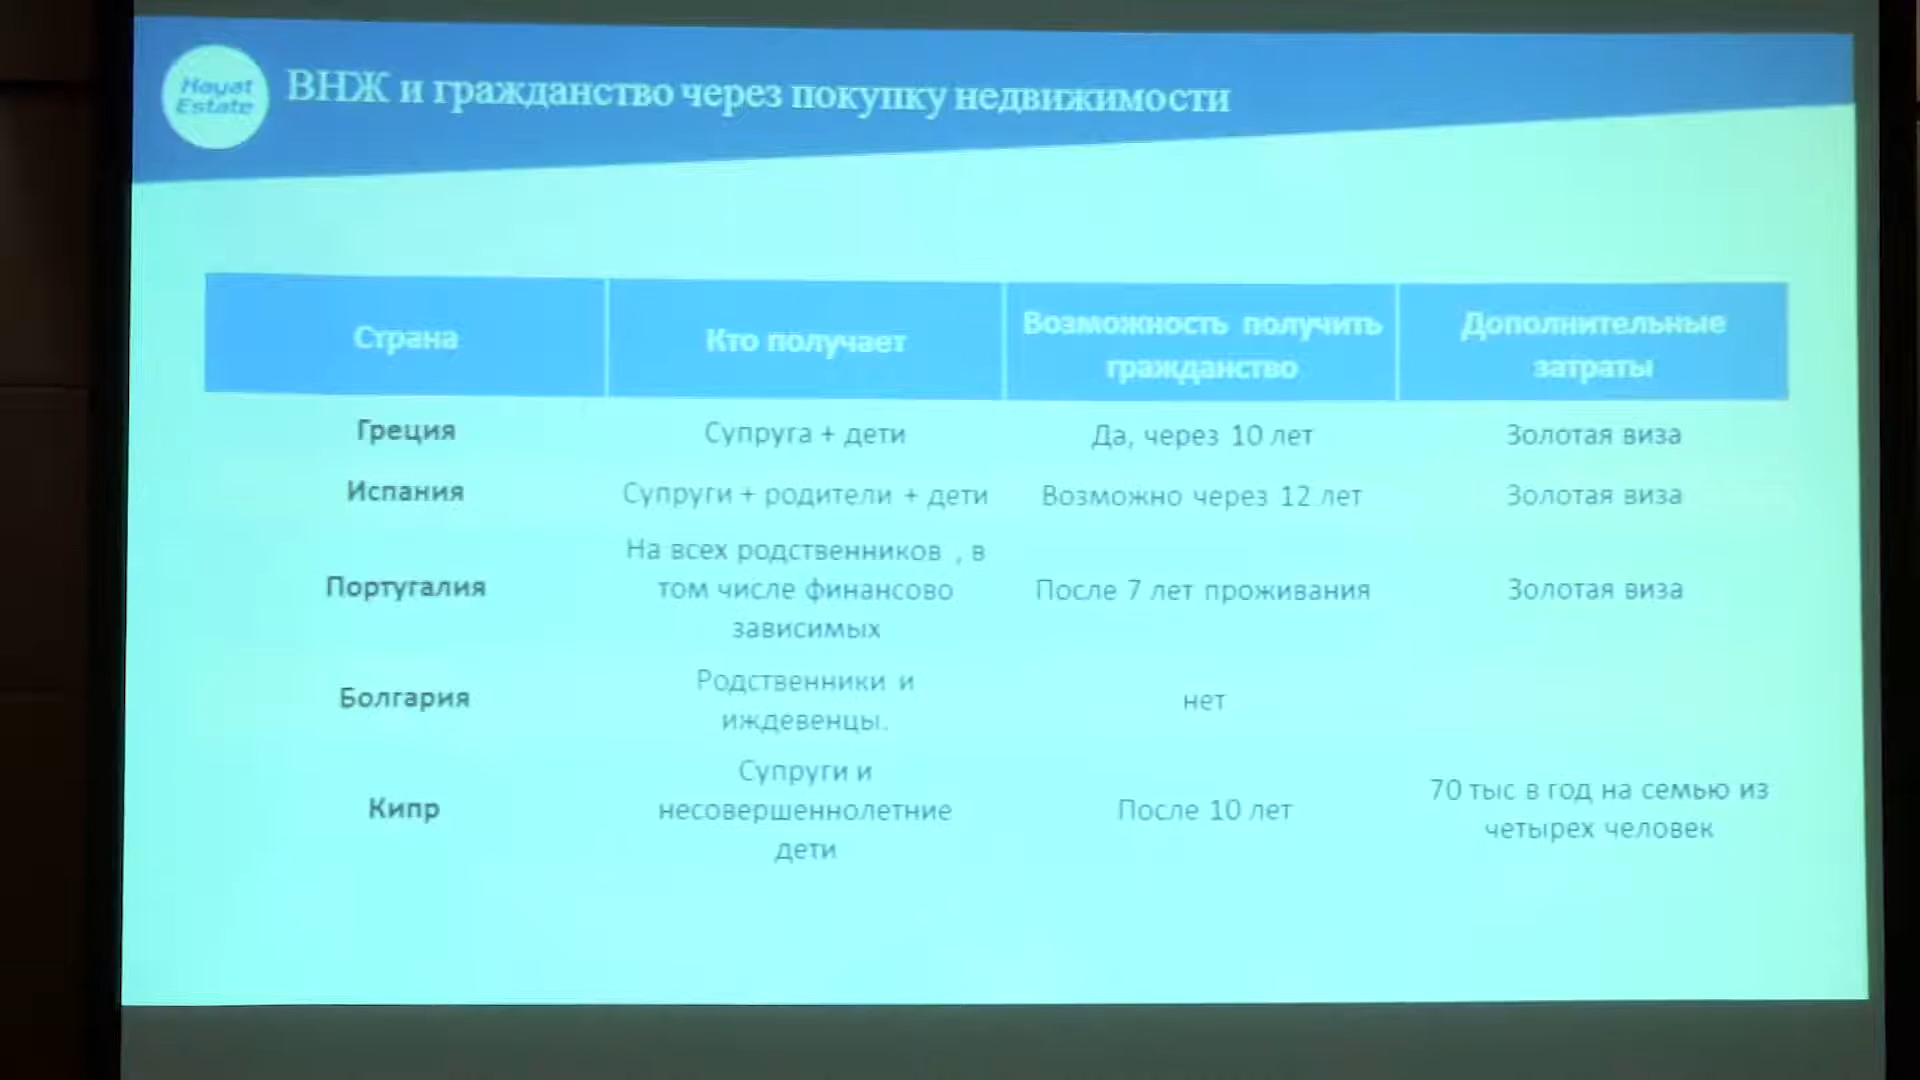 Hayat
Estate
ВНЖ и гражданство через покупку недвижимости
Страна
Кто получает
Возможность получить
гражданство
Дополнительные
затраты
Греция
Супруга + дети
Да, через 10 лет
Золотая виза
Испания
Супруги + родители + дети
Возможно через 12 лет
Золотая виза
Португалия
На всех родственников , в
том числе финансово
зависимых
После 7 лет проживания
Золотая виза
Болгария
Родственники и
иждевенцы.
нет
Кипр
Супруги и
несовершеннолетние
дети
После 10 лет
70 тыс в год на семью из
четырех человек